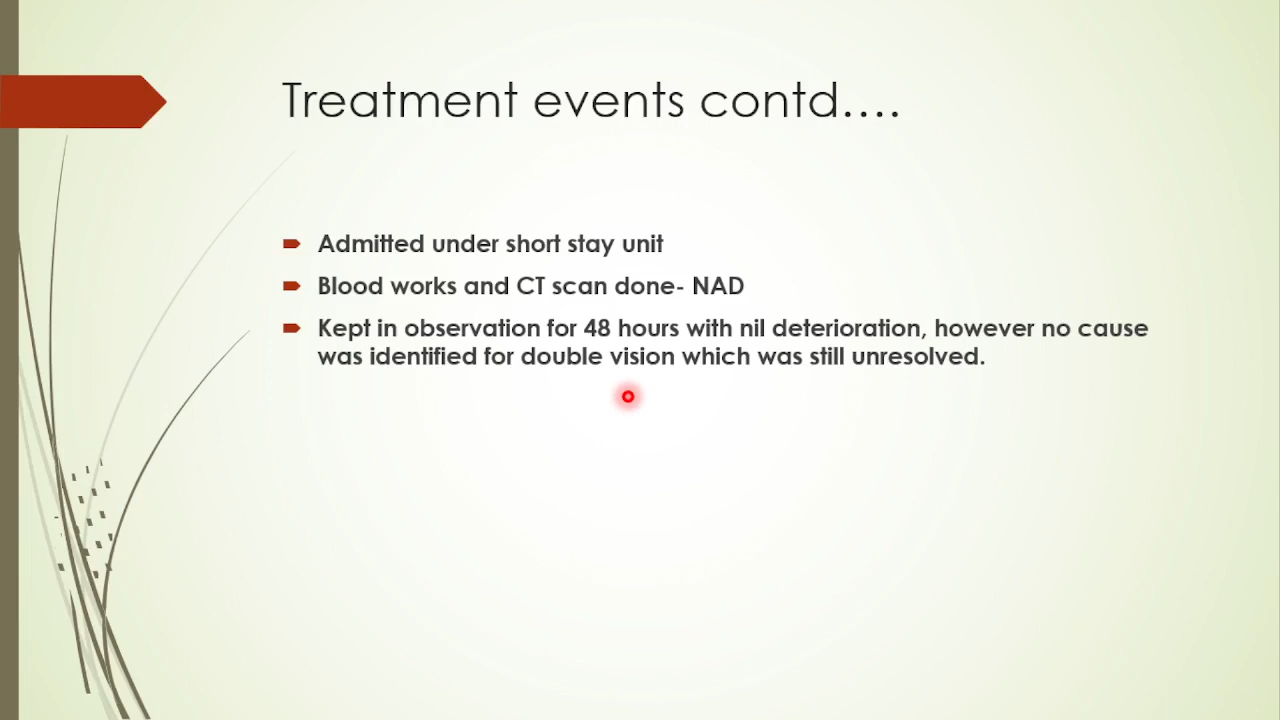 Treatment events contd....
Admitted under short stay unit
Blood works and CT scan done- NAD
Kept in observation for 48 hours with nil deterioration, however no cause
was identified for double vision which was still unresolved.